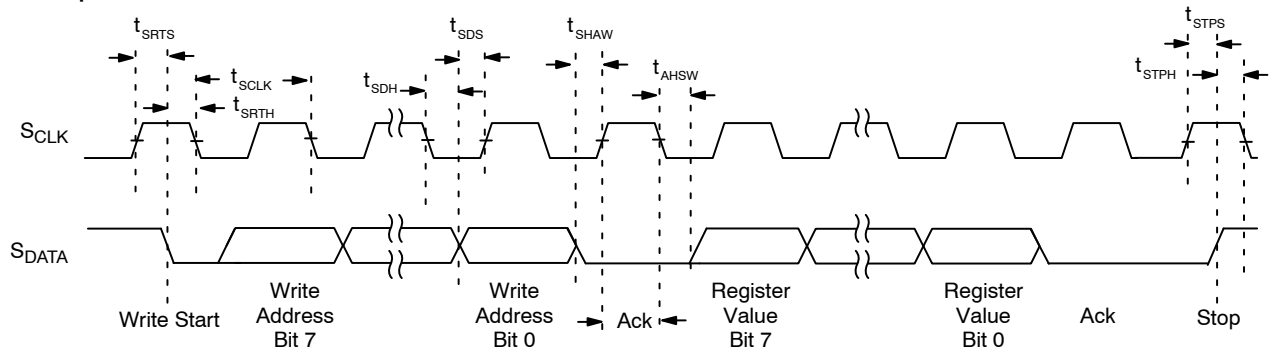 tSRTS
tSDS
tSHAW
tSTPS
tSCLK
tSDH
tAHSW
tSTPH
tSRTH
SCLK
SDATA
Write Start
Write
Address
Bit 7
Write
Address
Bit 0
Ack
Register
Value
Bit 7
Register
Value
Bit 0
Ack
Stop